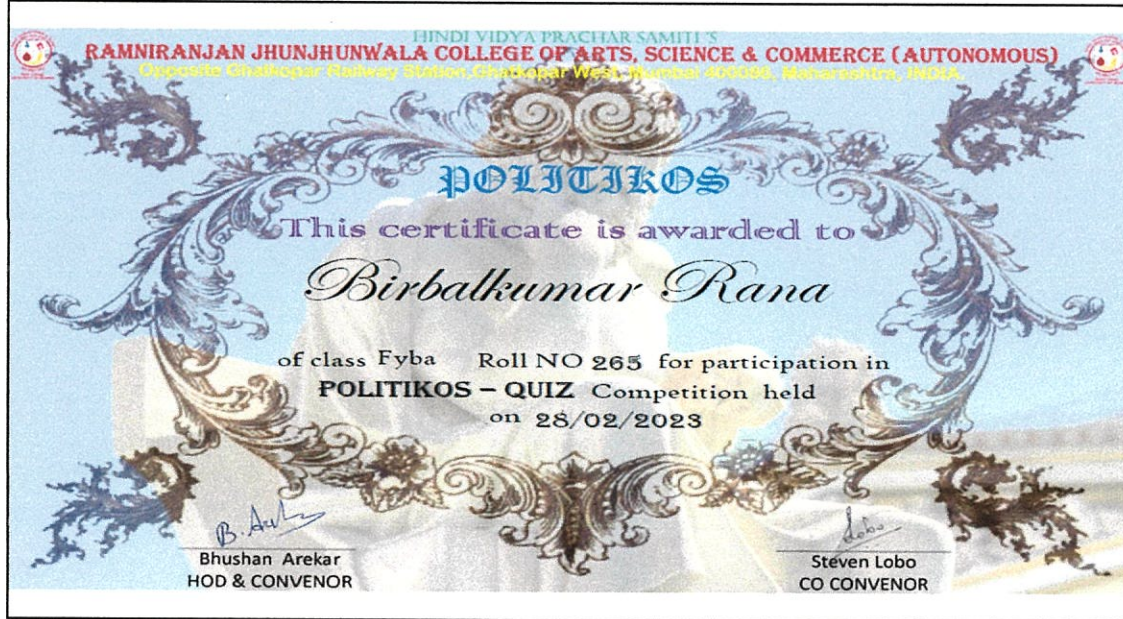 HINDI VIDYA PRACHAR SAMITI'S
RAMNIRANJAN JHUNJHUNWALA COLLEGE OF ARTS, SCIENCE & COMMERCE (AUTONOMOUS)
Opposite Ghatkopar Railway Station, Ghatkopar West, Mumbai 400086, Maharashtra, INDIA.
POLITIKOS
This certificate is awarded to
Birbalkumar Rana
of class Fyba Roll NO 265 for participation in
POLITIKOS – QUIZ Competition held
on 28/02/2023
B. Arekar
Lobo
Bhushan Arekar
HOD & CONVENOR
Steven Lobo
CO CONVENOR